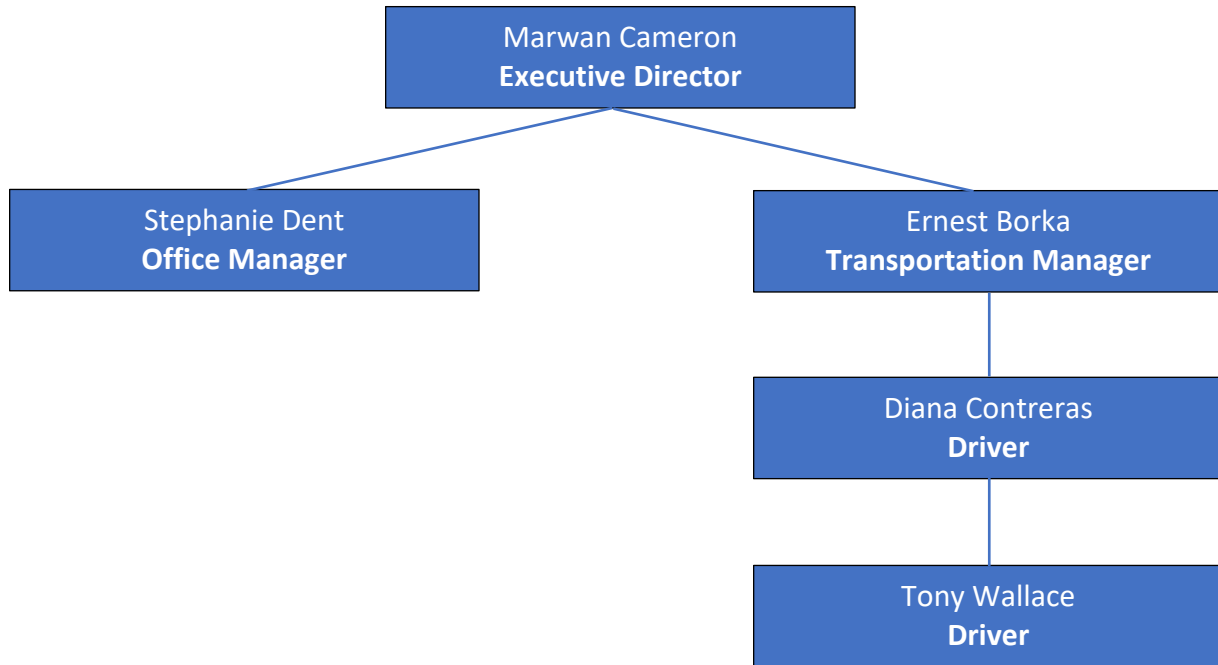 Marwan Cameron
Executive Director
Stephanie Dent
Office Manager
Ernest Borka
Transportation Manager
Diana Contreras
Driver
Tony Wallace
Driver